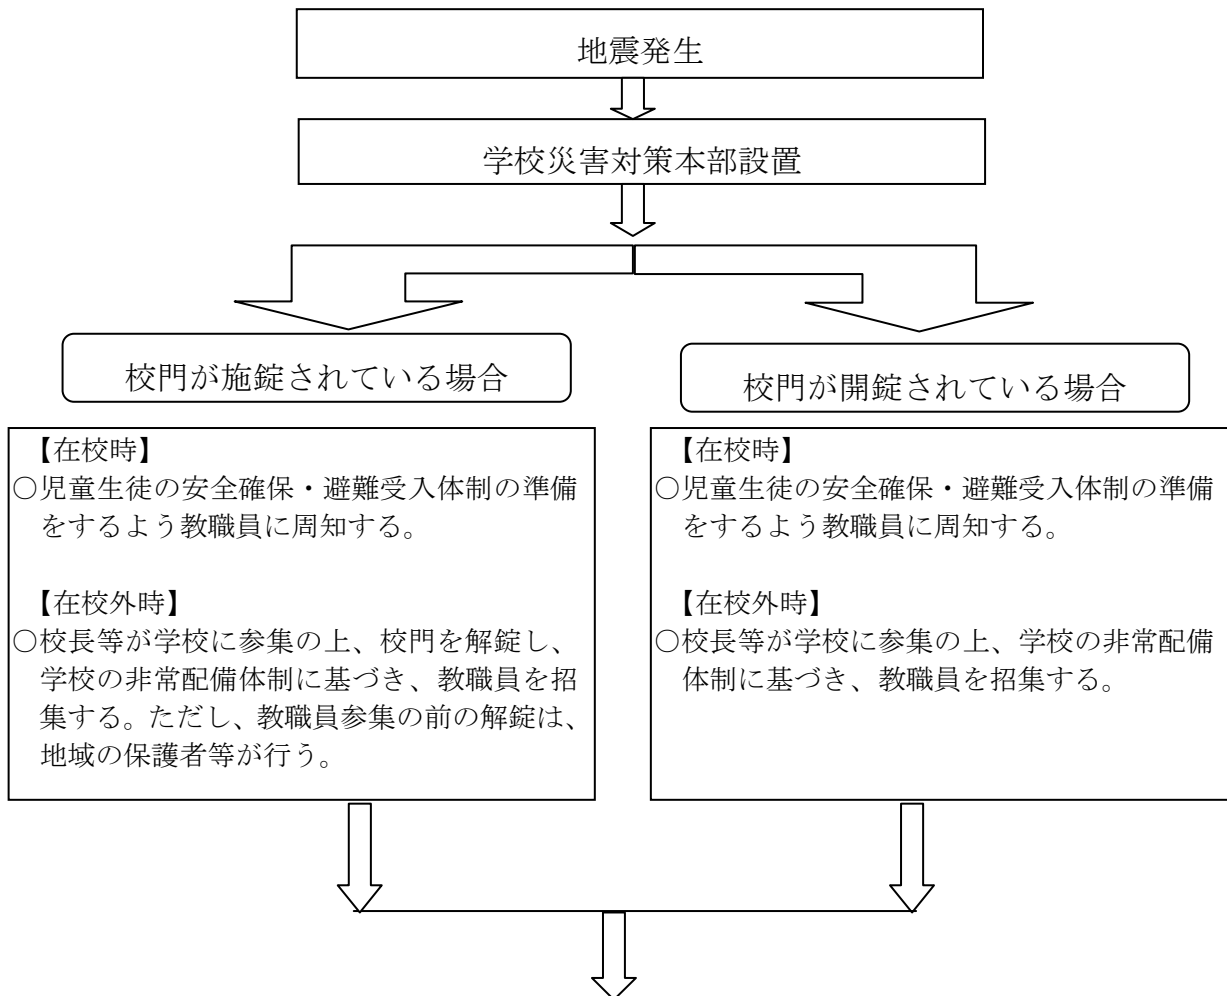 地震発生
学校災害対策本部設置
校門が施錠されている場合
【在校時】
○児童生徒の安全確保・避難受入体制の準備
をするよう教職員に周知する。
【在校外時】
○校長等が学校に参集の上、校門を解錠し、
学校の非常配備体制に基づき、教職員を招
集する。ただし、教職員参集の前の解錠は、
地域の保護者等が行う。
校門が開錠されている場合
【在校時】
○児童生徒の安全確保・避難受入体制の準備
をするよう教職員に周知する。
【在校外時】
○校長等が学校に参集の上、学校の非常配備
体制に基づき、教職員を招集する。